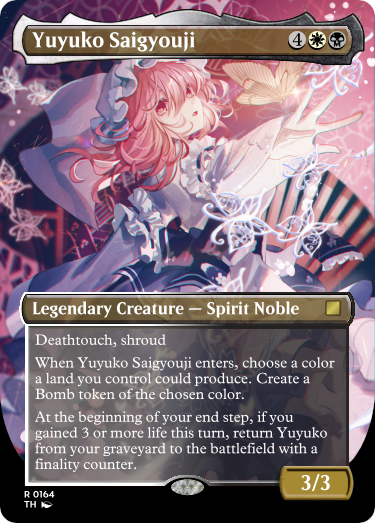 Yuyuko Saigyouji 4
Legendary Creature — Spirit Noble
Deathtouch, shroud
When Yuyuko Saigyouji enters, choose a color
a land you control could produce. Create a
Bomb token of the chosen color.
At the beginning of your end step, if you
gained 3 or more life this turn, return Yuyuko
from your graveyard to the battlefield with a
finality counter.
3/3
R 0164
TH